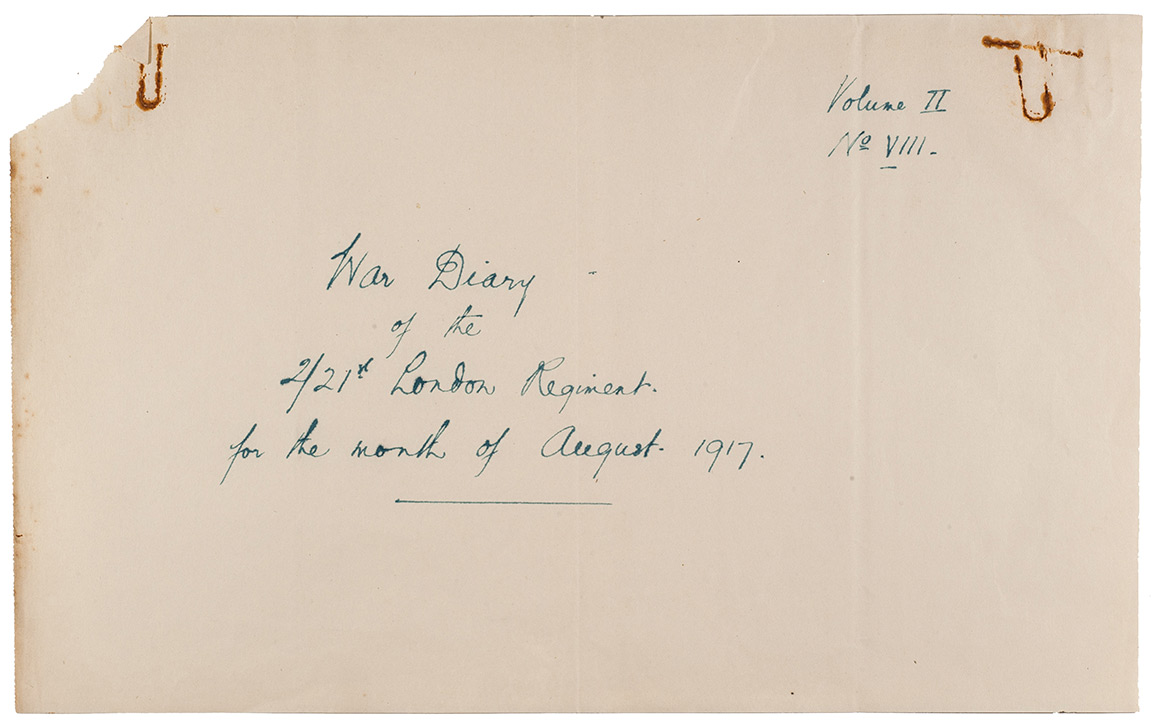 Volume II
No VIII.
War Diary
of the
2/21st London Regiment.
for the month of August. 1917.